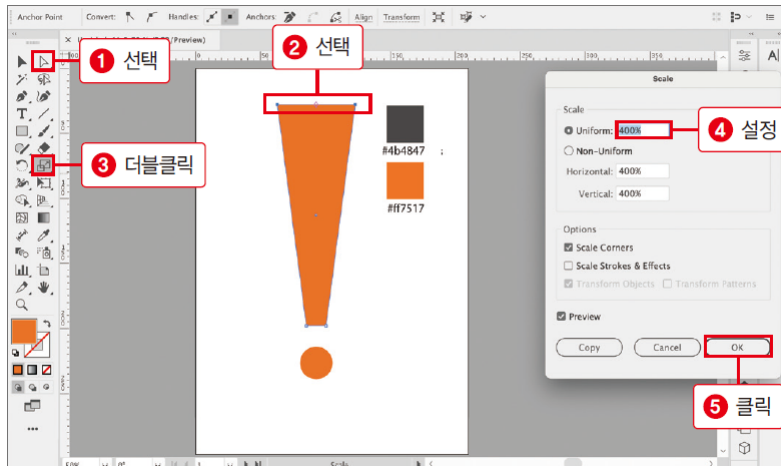 Anchor Point Convert: Handles: Anchors: Align Transform
1 선택
2 선택
3 더블클릭
#4b4847
#ff7517
Scale
Scale
Uniform: 400%
4 설정
Non-Uniform
Horizontal: 400%
Vertical: 400%
Options
Scale Corners
Scale Strokes & Effects
Transform Objects Transform Patterns
Preview
Copy Cancel OK
5 클릭
Scale